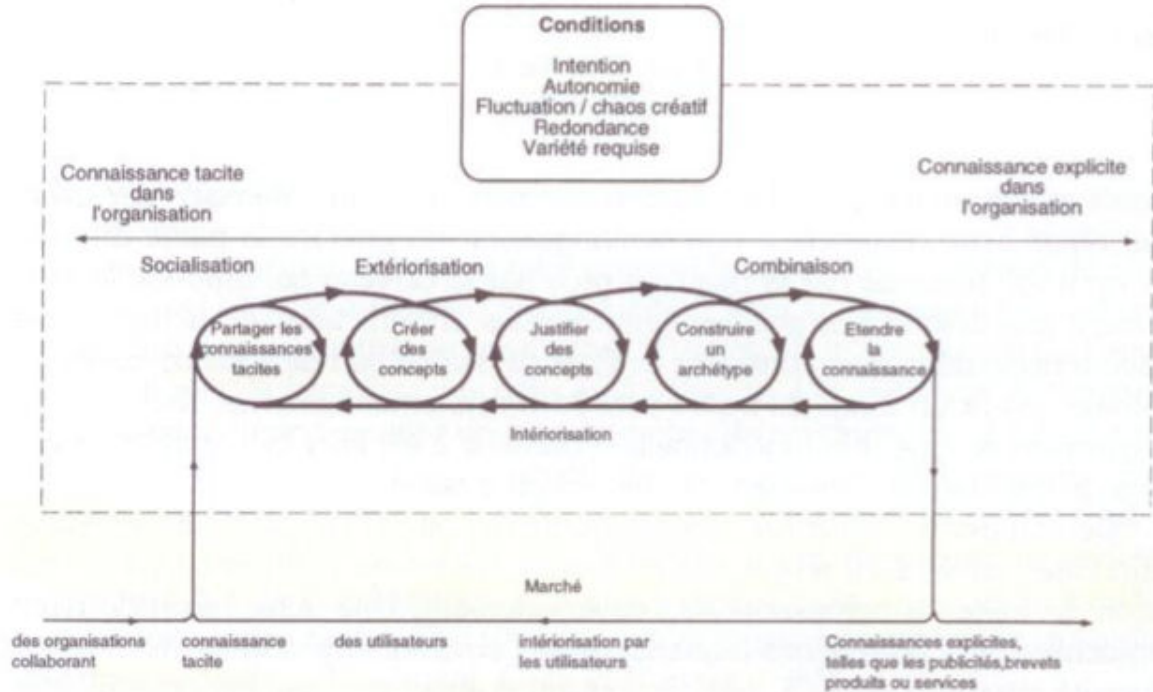 Conditions
Intention
Autonomie
Fluctuation / chaos créatif
Redondance
Variété requise
Connaissance tacite
dans
l'organisation
Connaissance explicite
dans
l'organisation
Socialisation
Extériorisation
Combinaison
Partager les
connaissances
tacites
Créer
des
concepts
Justifier
des
concepts
Construire
un
archétype
Etendre
la
connaissance
Intériorisation
Marché
des organisations
collaborant
connaissance
tacite
des utilisateurs
intériorisation par
les utilisateurs
Connaissances explicites,
telles que les publicités,brevets
produits ou services